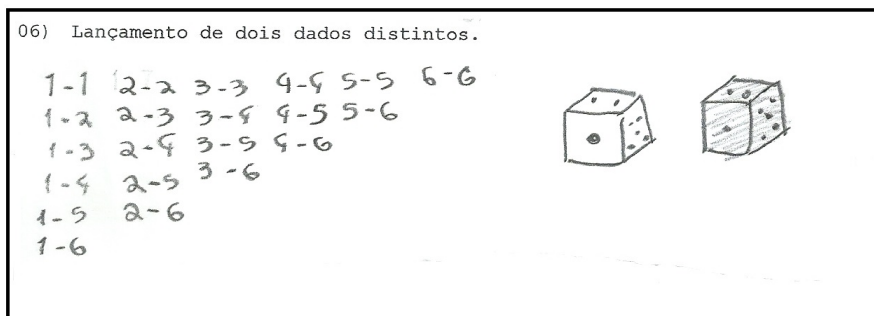 06) Lançamento de dois dados distintos.
1-1 2-2 3-3 4-4 5-5 6-6
1-2 2-3 3-4 4-5 5-6
1-3 2-4 3-5 4-6
1-4 2-5 3-6
1-5 2-6
1-6